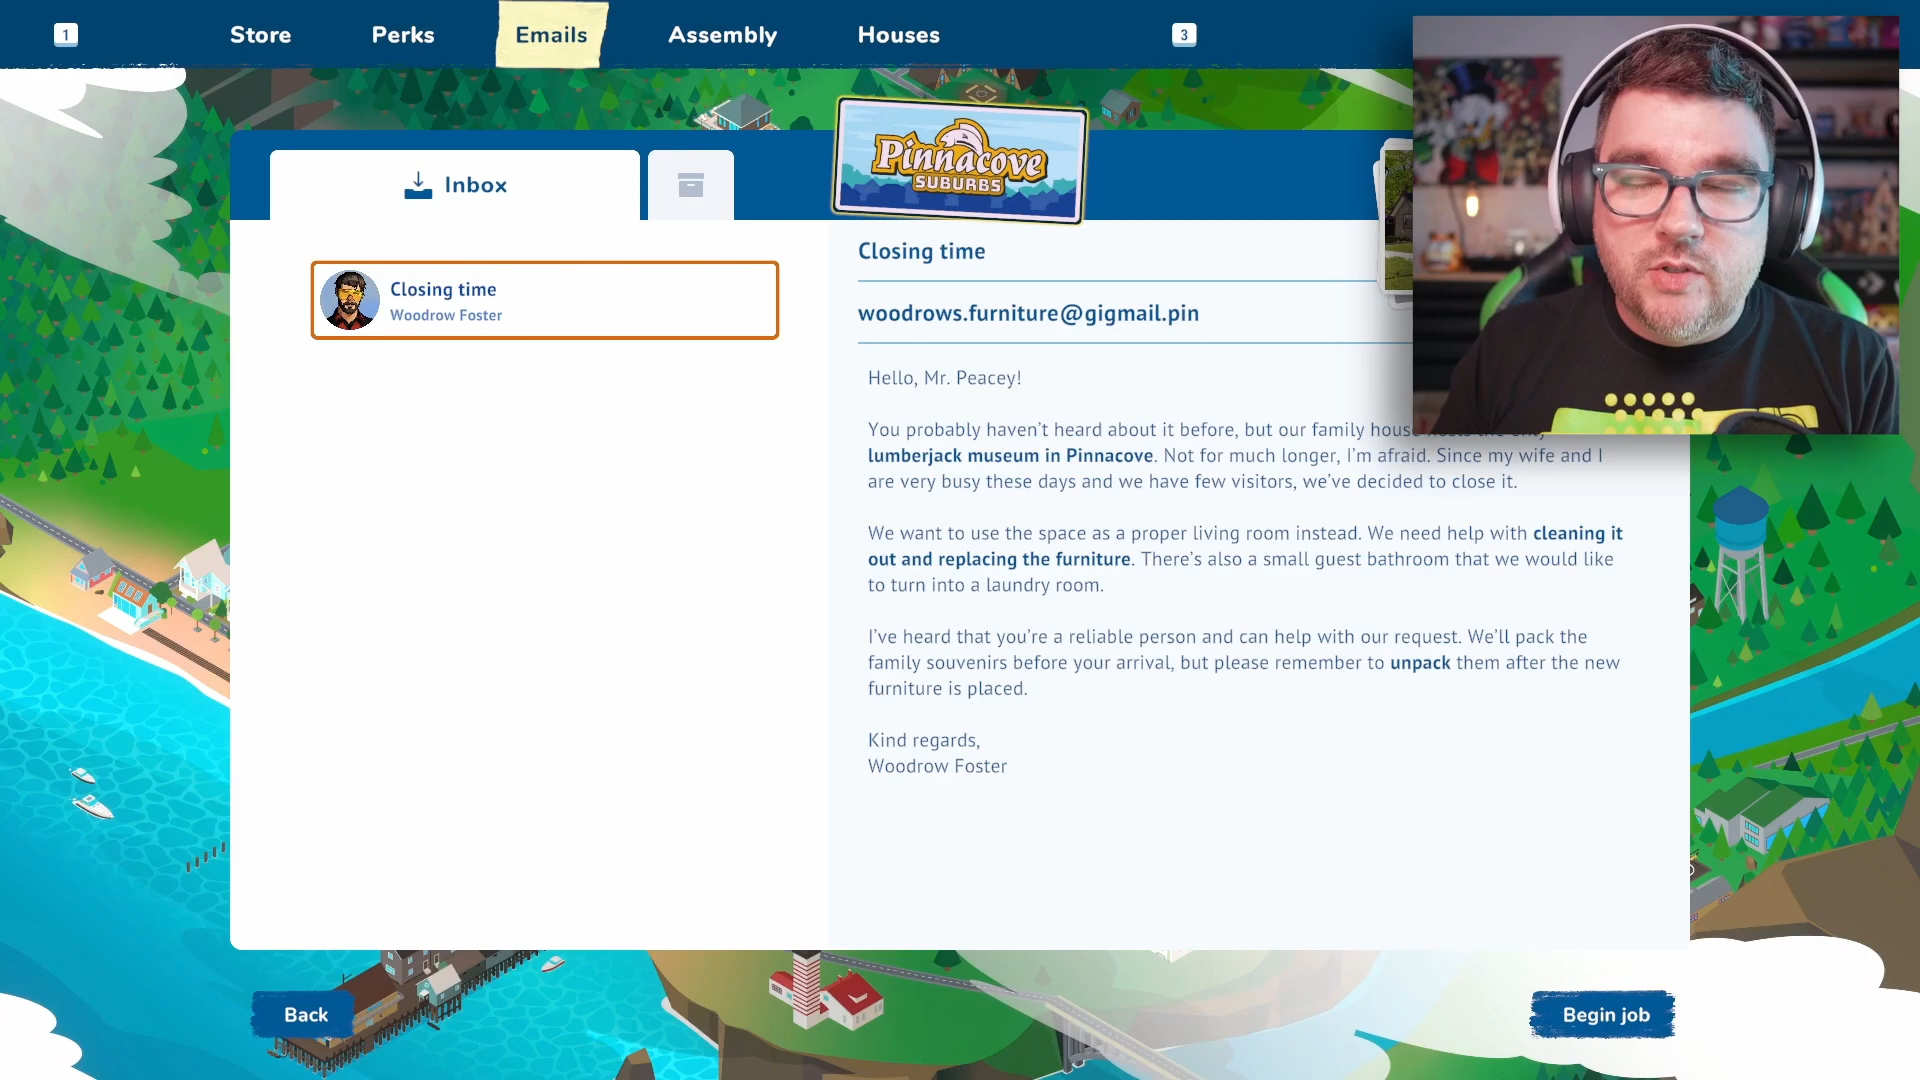 1
Store
Perks
Emails
Assembly
Houses
3
Pinnacove
SUBURBS
Inbox
Closing time
Woodrow Foster
Closing time
woodrows.furniture@gigmail.pin
Hello, Mr. Peacey!
You probably haven't heard about it before, but our family house hosts the only
lumberjack museum in Pinnacove. Not for much longer, I'm afraid. Since my wife and I
are very busy these days and we have few visitors, we've decided to close it.
We want to use the space as a proper living room instead. We need help with cleaning it
out and replacing the furniture. There's also a small guest bathroom that we would like
to turn into a laundry room.
I've heard that you're a reliable person and can help with our request. We'll pack the
family souvenirs before your arrival, but please remember to unpack them after the new
furniture is placed.
Kind regards,
Woodrow Foster
Back
Begin job